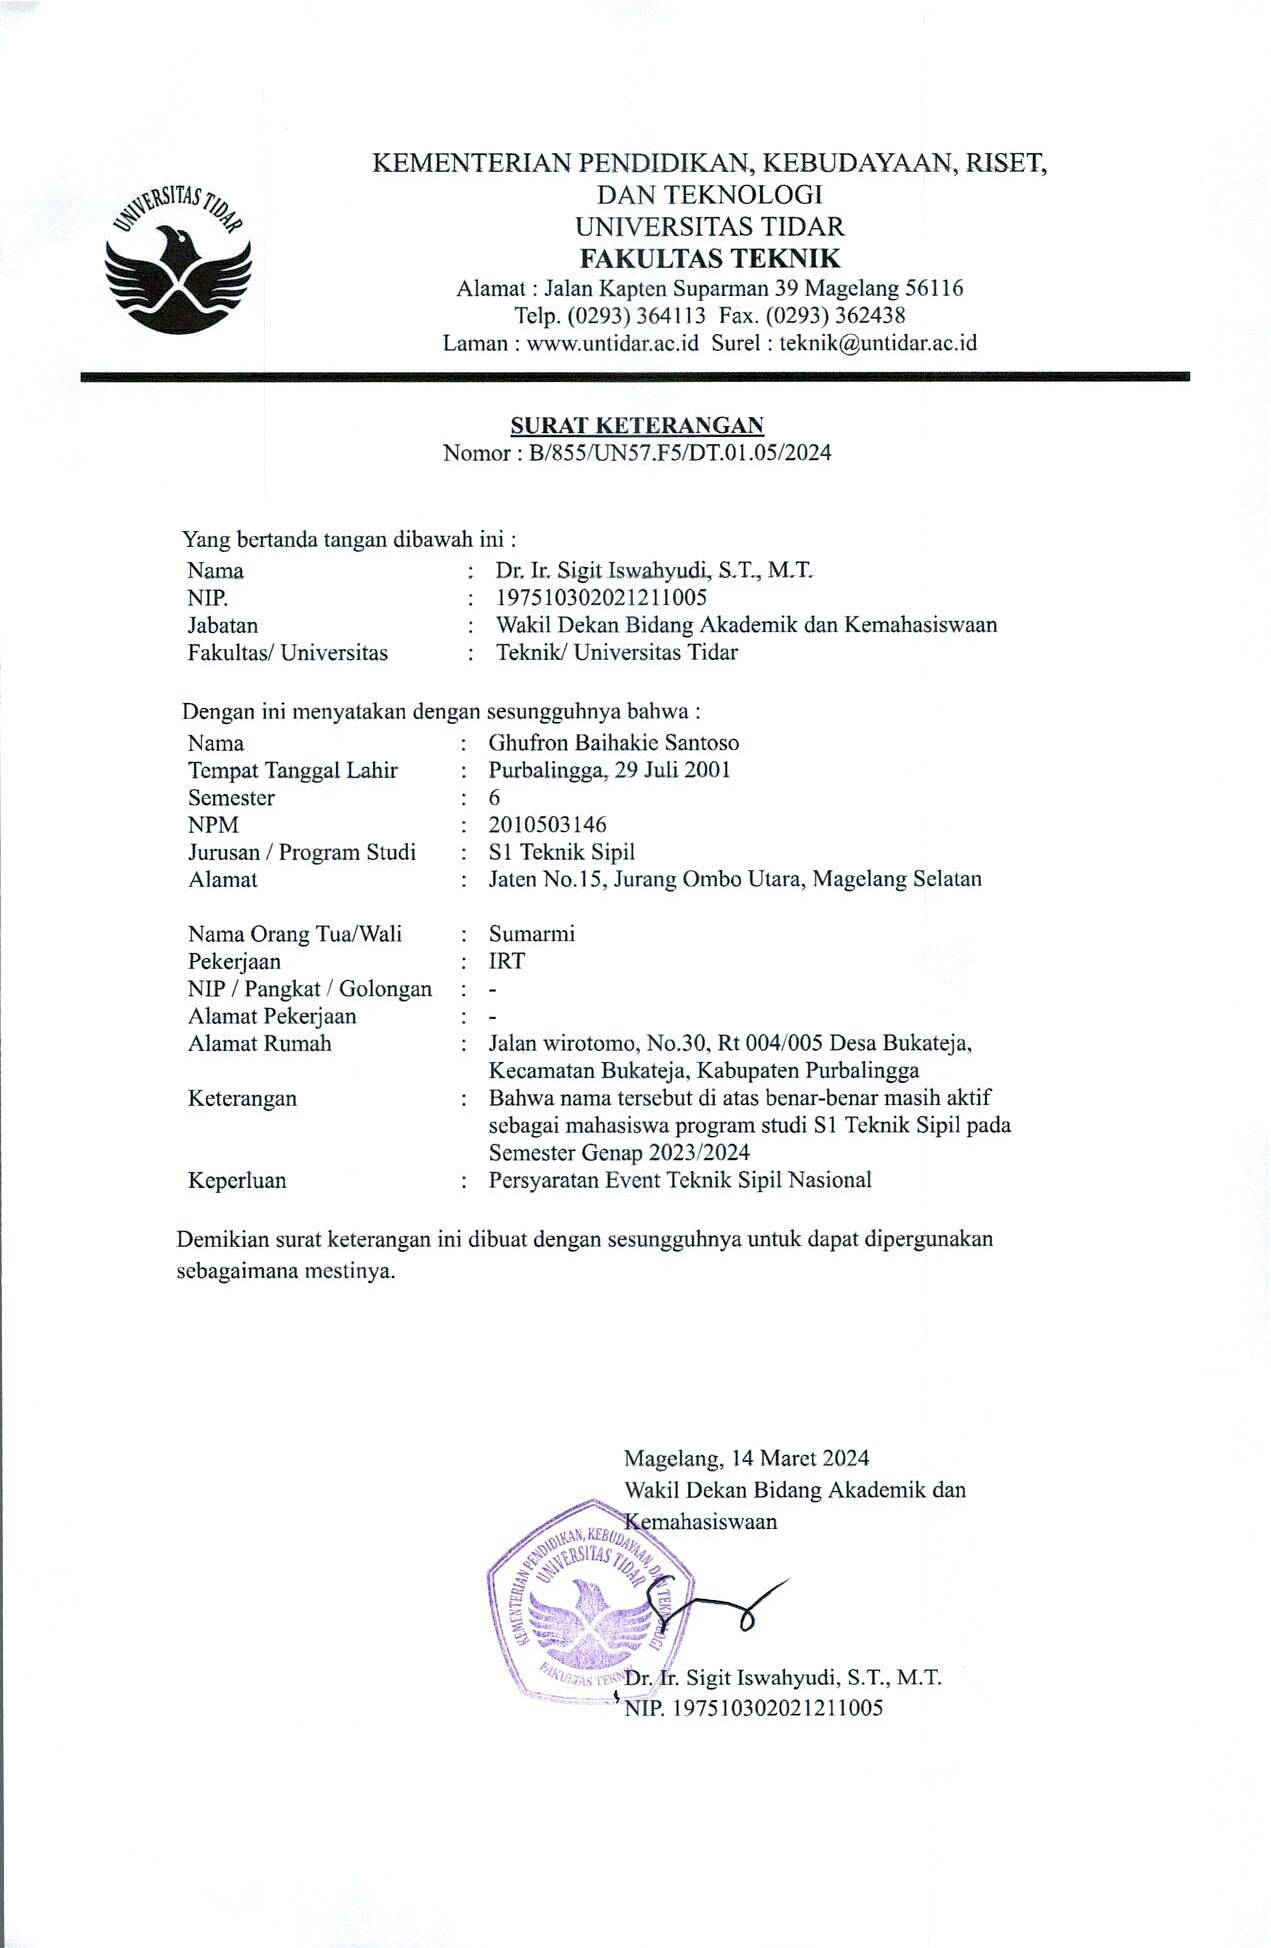 UNIVERSITAS TIDAR
KEMENTERIAN PENDIDIKAN, KEBUDAYAAN, RISET,
DAN TEKNOLOGI
UNIVERSITAS TIDAR
FAKULTAS TEKNIK
Alamat : Jalan Kapten Suparman 39 Magelang 56116
Telp. (0293) 364113 Fax. (0293) 362438
Laman : www.untidar.ac.id Surel : teknik@untidar.ac.id
SURAT KETERANGAN
Nomor : B/855/UN57.F5/DT.01.05/2024
Yang bertanda tangan dibawah ini :
Nama : Dr. Ir. Sigit Iswahyudi, S.T., M.T.
NIP. : 197510302021211005
Jabatan : Wakil Dekan Bidang Akademik dan Kemahasiswaan
Fakultas/ Universitas : Teknik/ Universitas Tidar
Dengan ini menyatakan dengan sesungguhnya bahwa :
Nama : Ghufron Baihakie Santoso
Tempat Tanggal Lahir : Purbalingga, 29 Juli 2001
Semester : 6
NPM : 2010503146
Jurusan / Program Studi : S1 Teknik Sipil
Alamat : Jaten No.15, Jurang Ombo Utara, Magelang Selatan
Nama Orang Tua/Wali : Sumarmi
Pekerjaan : IRT
NIP / Pangkat / Golongan : -
Alamat Pekerjaan : -
Alamat Rumah : Jalan wirotomo, No.30, Rt 004/005 Desa Bukateja,
Kecamatan Bukateja, Kabupaten Purbalingga
Keterangan : Bahwa nama tersebut di atas benar-benar masih aktif
sebagai mahasiswa program studi S1 Teknik Sipil pada
Semester Genap 2023/2024
Keperluan : Persyaratan Event Teknik Sipil Nasional
Demikian surat keterangan ini dibuat dengan sesungguhnya untuk dapat dipergunakan
sebagaimana mestinya.
Magelang, 14 Maret 2024
Wakil Dekan Bidang Akademik dan
Kemahasiswaan
KEMENTERIAN PENDIDIKAN, KEBUDAYAAN, DAN TEKNOLOGI
UNIVERSITAS TIDAR
FAKULTAS TEKNIK
Dr. Ir. Sigit Iswahyudi, S.T., M.T.
NIP. 197510302021211005